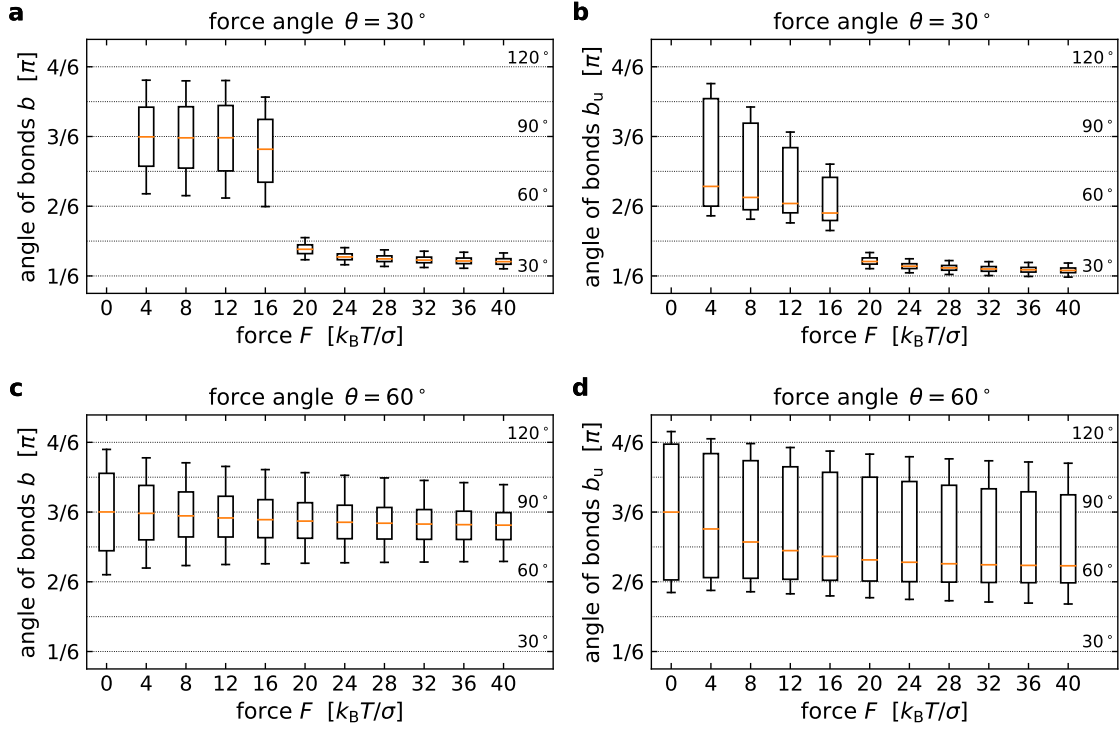 a
force angle θ = 30°
angle of bonds b [π]
4/6
3/6
2/6
1/6
120°
90°
60°
30°
0 4 8 12 16 20 24 28 32 36 40
force F [k_BT/σ]
b
force angle θ = 30°
angle of bonds b_u [π]
4/6
3/6
2/6
1/6
120°
90°
60°
30°
0 4 8 12 16 20 24 28 32 36 40
force F [k_BT/σ]
c
force angle θ = 60°
angle of bonds b [π]
4/6
3/6
2/6
1/6
120°
90°
60°
30°
0 4 8 12 16 20 24 28 32 36 40
force F [k_BT/σ]
d
force angle θ = 60°
angle of bonds b_u [π]
4/6
3/6
2/6
1/6
120°
90°
60°
30°
0 4 8 12 16 20 24 28 32 36 40
force F [k_BT/σ]